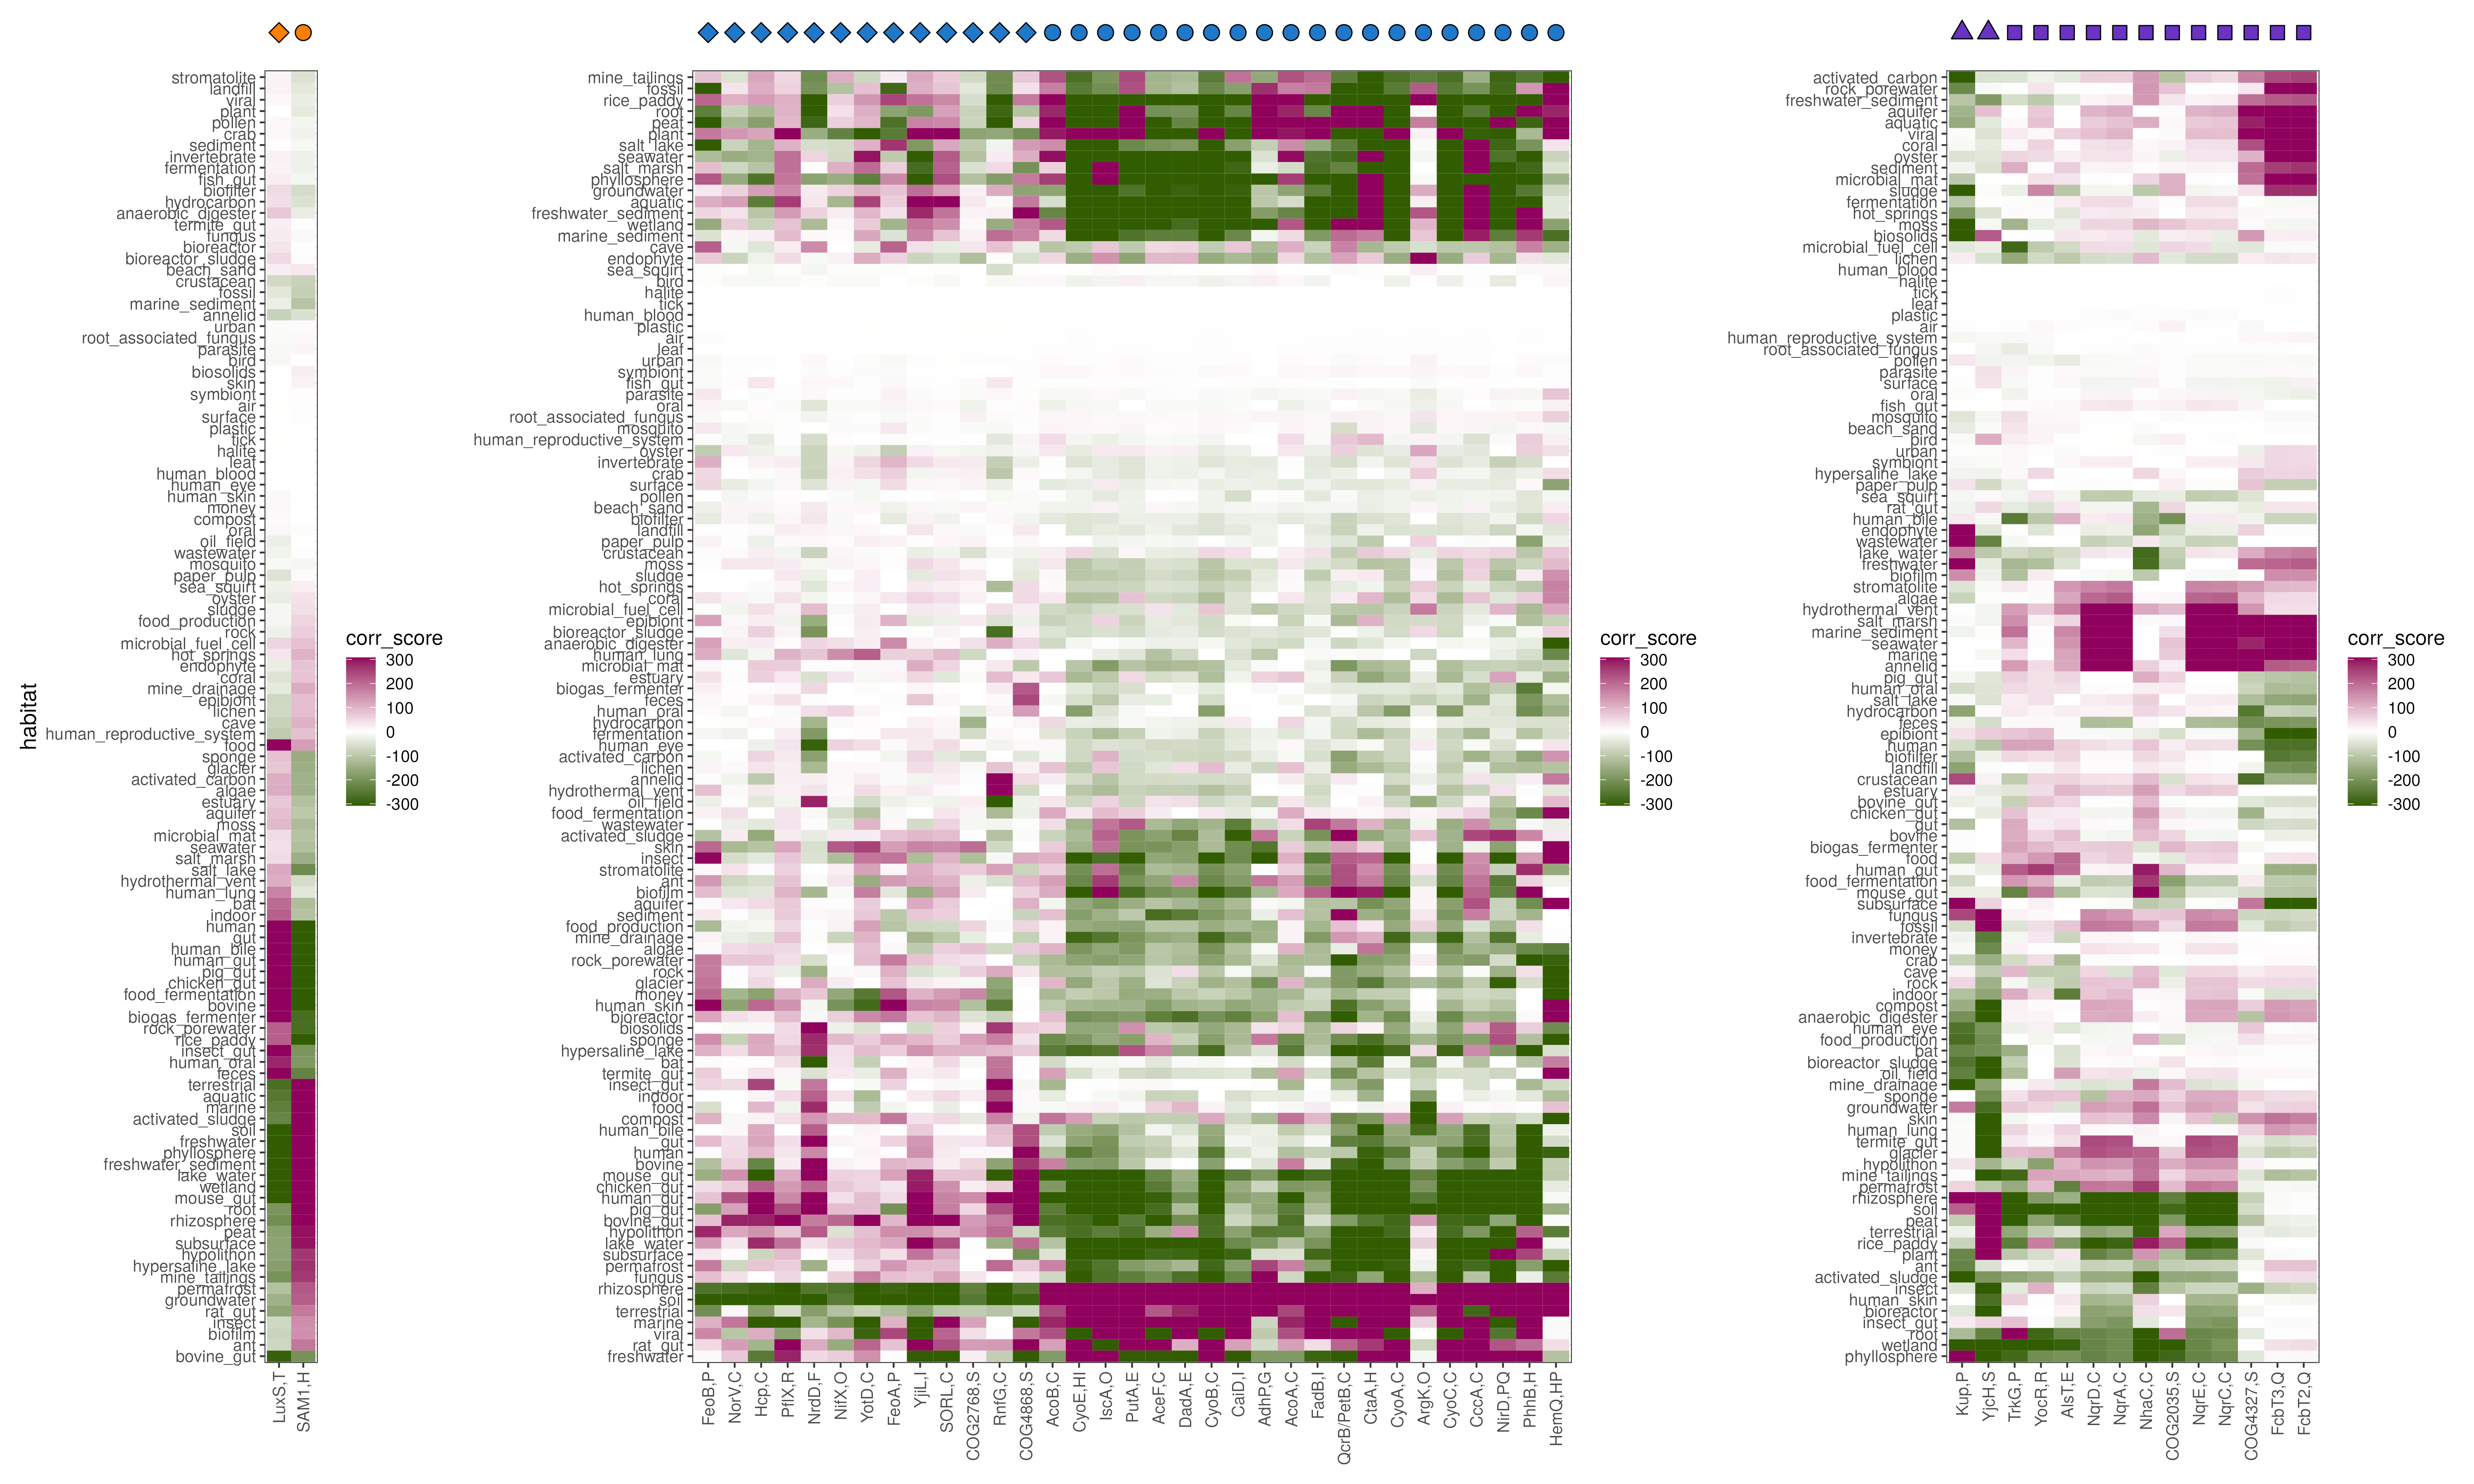 habitat
stromatolite
landfill
viral
plant
pollen
crab
sediment
invertebrate
fermentation
fish_gut
biofilter
hydrocarbon
anaerobic_digester
termite_gut
fungus
bioreactor
bioreactor_sludge
beach_sand
crustacean
fossil
marine_sediment
annelid
urban
root_associated_fungus
parasite
bird
biosolids
skin
symbiont
air
surface
plastic
tick
halite
leaf
human_blood
human_eye
human_skin
money
compost
oral
oil_field
wastewater
mosquito
paper_pulp
sea_squirt
oyster
sludge
food_production
rock
microbial_fuel_cell
hot_springs
endophyte
coral
mine_drainage
epibiont
lichen
cave
human_reproductive_system
food
sponge
glacier
activated_carbon
algae
estuary
aquifer
moss
microbial_mat
seawater
salt_marsh
salt_lake
hydrothermal_vent
human_lung
bat
indoor
human
gut
human_bile
human_gut
pig_gut
chicken_gut
food_fermentation
bovine
biogas_fermenter
rock_porewater
rice_paddy
insect_gut
human_oral
feces
terrestrial
aquatic
marine
activated_sludge
soil
freshwater
phyllosphere
freshwater_sediment
lake_water
wetland
mouse_gut
root
rhizosphere
peat
subsurface
hypolithon
hypersaline_lake
mine_tailings
permafrost
groundwater
rat_gut
insect
biofilm
ant
bovine_gut
LuxS,T
SAM1,H
corr_score
300
200
100
0
-100
-200
-300
mine_tailings
fossil
rice_paddy
root
peat
plant
salt_lake
seawater
salt_marsh
phyllosphere
groundwater
aquatic
freshwater_sediment
wetland
marine_sediment
cave
endophyte
sea_squirt
bird
halite
tick
human_blood
plastic
air
leaf
urban
symbiont
fish_gut
parasite
oral
root_associated_fungus
mosquito
human_reproductive_system
oyster
invertebrate
crab
surface
pollen
beach_sand
biofilter
landfill
paper_pulp
crustacean
moss
sludge
hot_springs
coral
microbial_fuel_cell
epibiont
bioreactor_sludge
anaerobic_digester
human_lung
microbial_mat
estuary
biogas_fermenter
feces
human_oral
hydrocarbon
fermentation
human_eye
activated_carbon
lichen
annelid
hydrothermal_vent
oil_field
food_fermentation
wastewater
activated_sludge
skin
insect
stromatolite
ant
biofilm
aquifer
sediment
food_production
mine_drainage
algae
rock_porewater
rock
glacier
money
human_skin
bioreactor
biosolids
sponge
hypersaline_lake
bat
termite_gut
insect_gut
indoor
food
compost
human_bile
gut
human
bovine
mouse_gut
chicken_gut
human_gut
pig_gut
bovine_gut
hypolithon
lake_water
subsurface
permafrost
fungus
rhizosphere
soil
terrestrial
marine
viral
rat_gut
freshwater
FeoB,P
NorV,C
Hcp,C
PflX,R
NrdD,F
NifX,O
YotD,C
FeoA,P
YjiL,I
SORL,C
COG2768,S
RnfG,C
COG4868,S
AcoB,C
CyoE,HI
IscA,O
PutA,E
AceF,C
DadA,E
CyoB,C
CaiD,I
AdhP,G
AcoA,C
FadB,I
QcrB/PetB,C
CtaA,H
CyoA,C
ArgK,O
CyoC,C
CccA,C
NirD,PQ
PhhB,H
HemQ,HP
corr_score
300
200
100
0
-100
-200
-300
activated_carbon
rock_porewater
freshwater_sediment
aquifer
aquatic
viral
coral
oyster
sediment
microbial_mat
sludge
fermentation
hot_springs
moss
biosolids
microbial_fuel_cell
lichen
human_blood
halite
tick
leaf
plastic
air
human_reproductive_system
root_associated_fungus
pollen
parasite
surface
oral
fish_gut
mosquito
beach_sand
bird
urban
symbiont
hypersaline_lake
paper_pulp
sea_squirt
rat_gut
human_bile
endophyte
wastewater
lake_water
freshwater
biofilm
stromatolite
algae
hydrothermal_vent
salt_marsh
marine_sediment
seawater
marine
annelid
pig_gut
human_oral
salt_lake
hydrocarbon
feces
epibiont
human
biofilter
landfill
crustacean
estuary
bovine_gut
chicken_gut
gut
bovine
biogas_fermenter
food
human_gut
food_fermentation
mouse_gut
subsurface
fungus
fossil
invertebrate
money
crab
cave
rock
indoor
compost
anaerobic_digester
human_eye
food_production
bat
bioreactor_sludge
oil_field
mine_drainage
sponge
groundwater
skin
human_lung
termite_gut
glacier
hypolithon
mine_tailings
permafrost
rhizosphere
soil
peat
terrestrial
rice_paddy
plant
ant
activated_sludge
insect
human_skin
bioreactor
insect_gut
root
wetland
phyllosphere
Kup,P
YjcH,S
TrkG,P
YocR,R
AlsT,E
NqrD,C
NqrA,C
NhaC,C
COG2035,S
NqrE,C
NqrC,C
COG4327,S
FcbT3,Q
FcbT2,Q
corr_score
300
200
100
0
-100
-200
-300